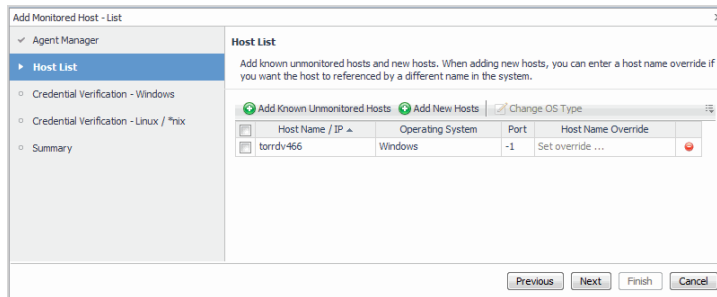 Add Monitored Host - List
Agent Manager
Host List
Credential Verification - Windows
Credential Verification - Linux / *nix
Summary
Host List
Add known unmonitored hosts and new hosts. When adding new hosts, you can enter a host name override if
you want the host to referenced by a different name in the system.
Add Known Unmonitored Hosts Add New Hosts Change OS Type
Host Name / IP Operating System Port Host Name Override
torrdv466 Windows -1 Set override ...
Previous Next Finish Cancel